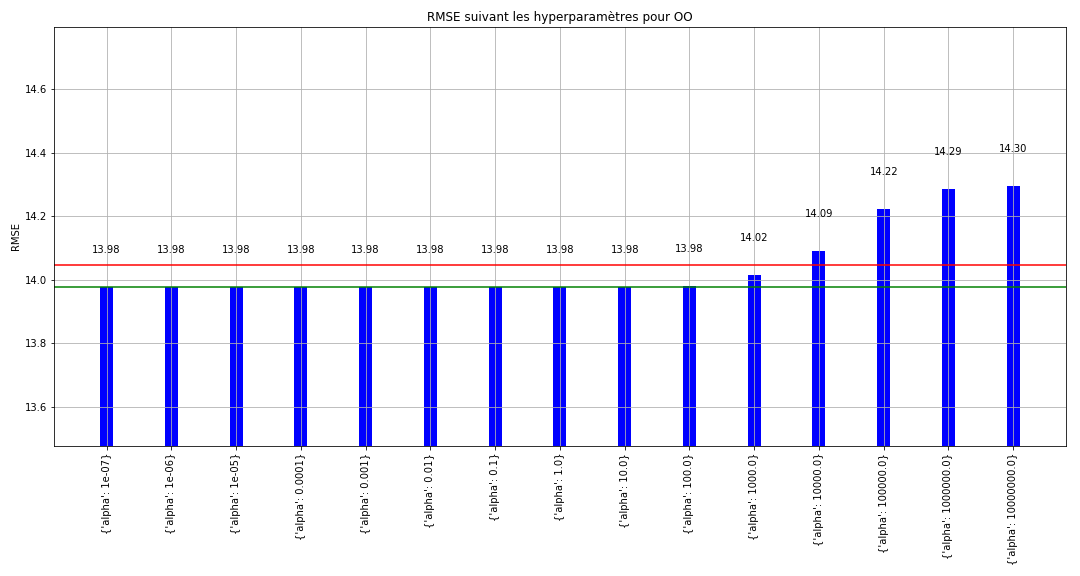 RMSE suivant les hyperparamètres pour OO
RMSE
14.6
14.4
14.2
14.0
13.8
13.6
13.98
13.98
13.98
13.98
13.98
13.98
13.98
13.98
13.98
13.98
14.02
14.09
14.22
14.29
14.30
{'alpha': 1e-07}
{'alpha': 1e-06}
{'alpha': 1e-05}
{'alpha': 0.0001}
{'alpha': 0.001}
{'alpha': 0.01}
{'alpha': 0.1}
{'alpha': 1.0}
{'alpha': 10.0}
{'alpha': 100.0}
{'alpha': 1000.0}
{'alpha': 10000.0}
{'alpha': 100000.0}
{'alpha': 1000000.0}
{'alpha': 10000000.0}